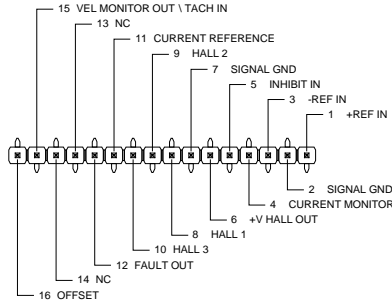 15 VEL MONITOR OUT \ TACH IN
13 NC
11 CURRENT REFERENCE
9 HALL 2
7 SIGNAL GND
5 INHIBIT IN
3 -REF IN
1 +REF IN
2 SIGNAL GND
4 CURRENT MONITOR
6 +V HALL OUT
8 HALL 1
10 HALL 3
12 FAULT OUT
14 NC
16 OFFSET